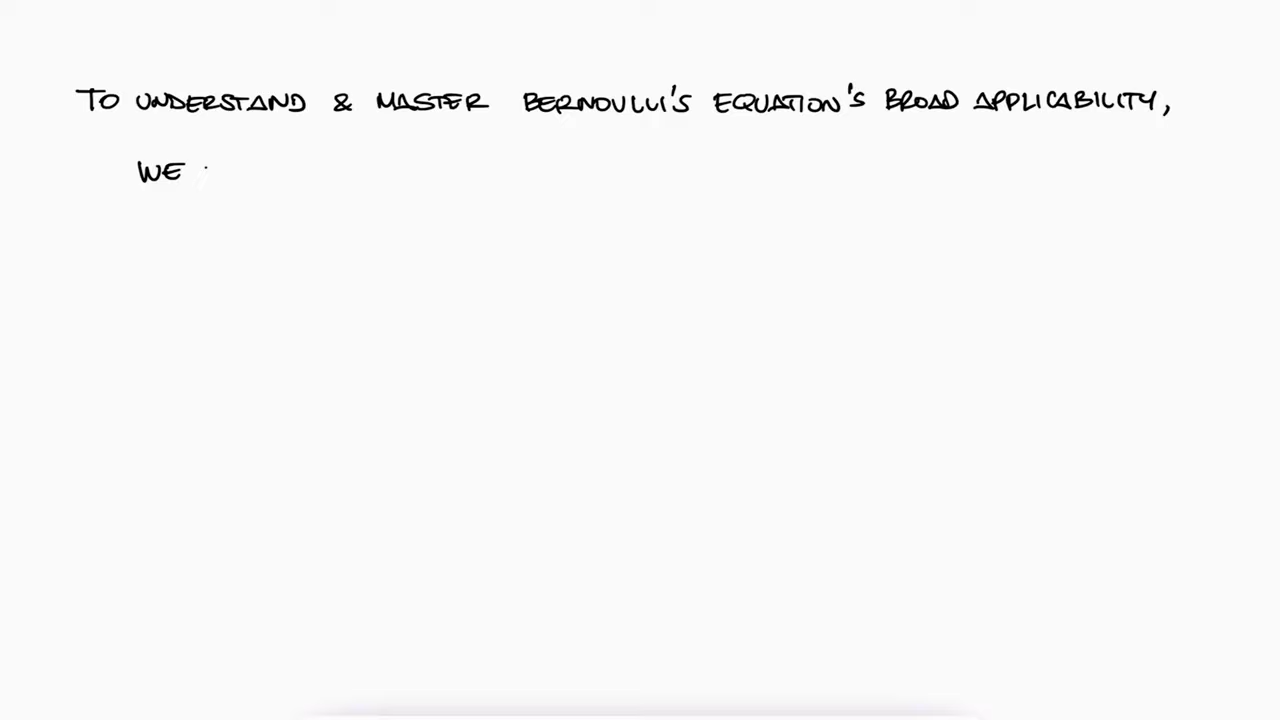 TO UNDERSTAND & MASTER BERNOULLI'S EQUATION'S BROAD APPLICABILITY,
WE